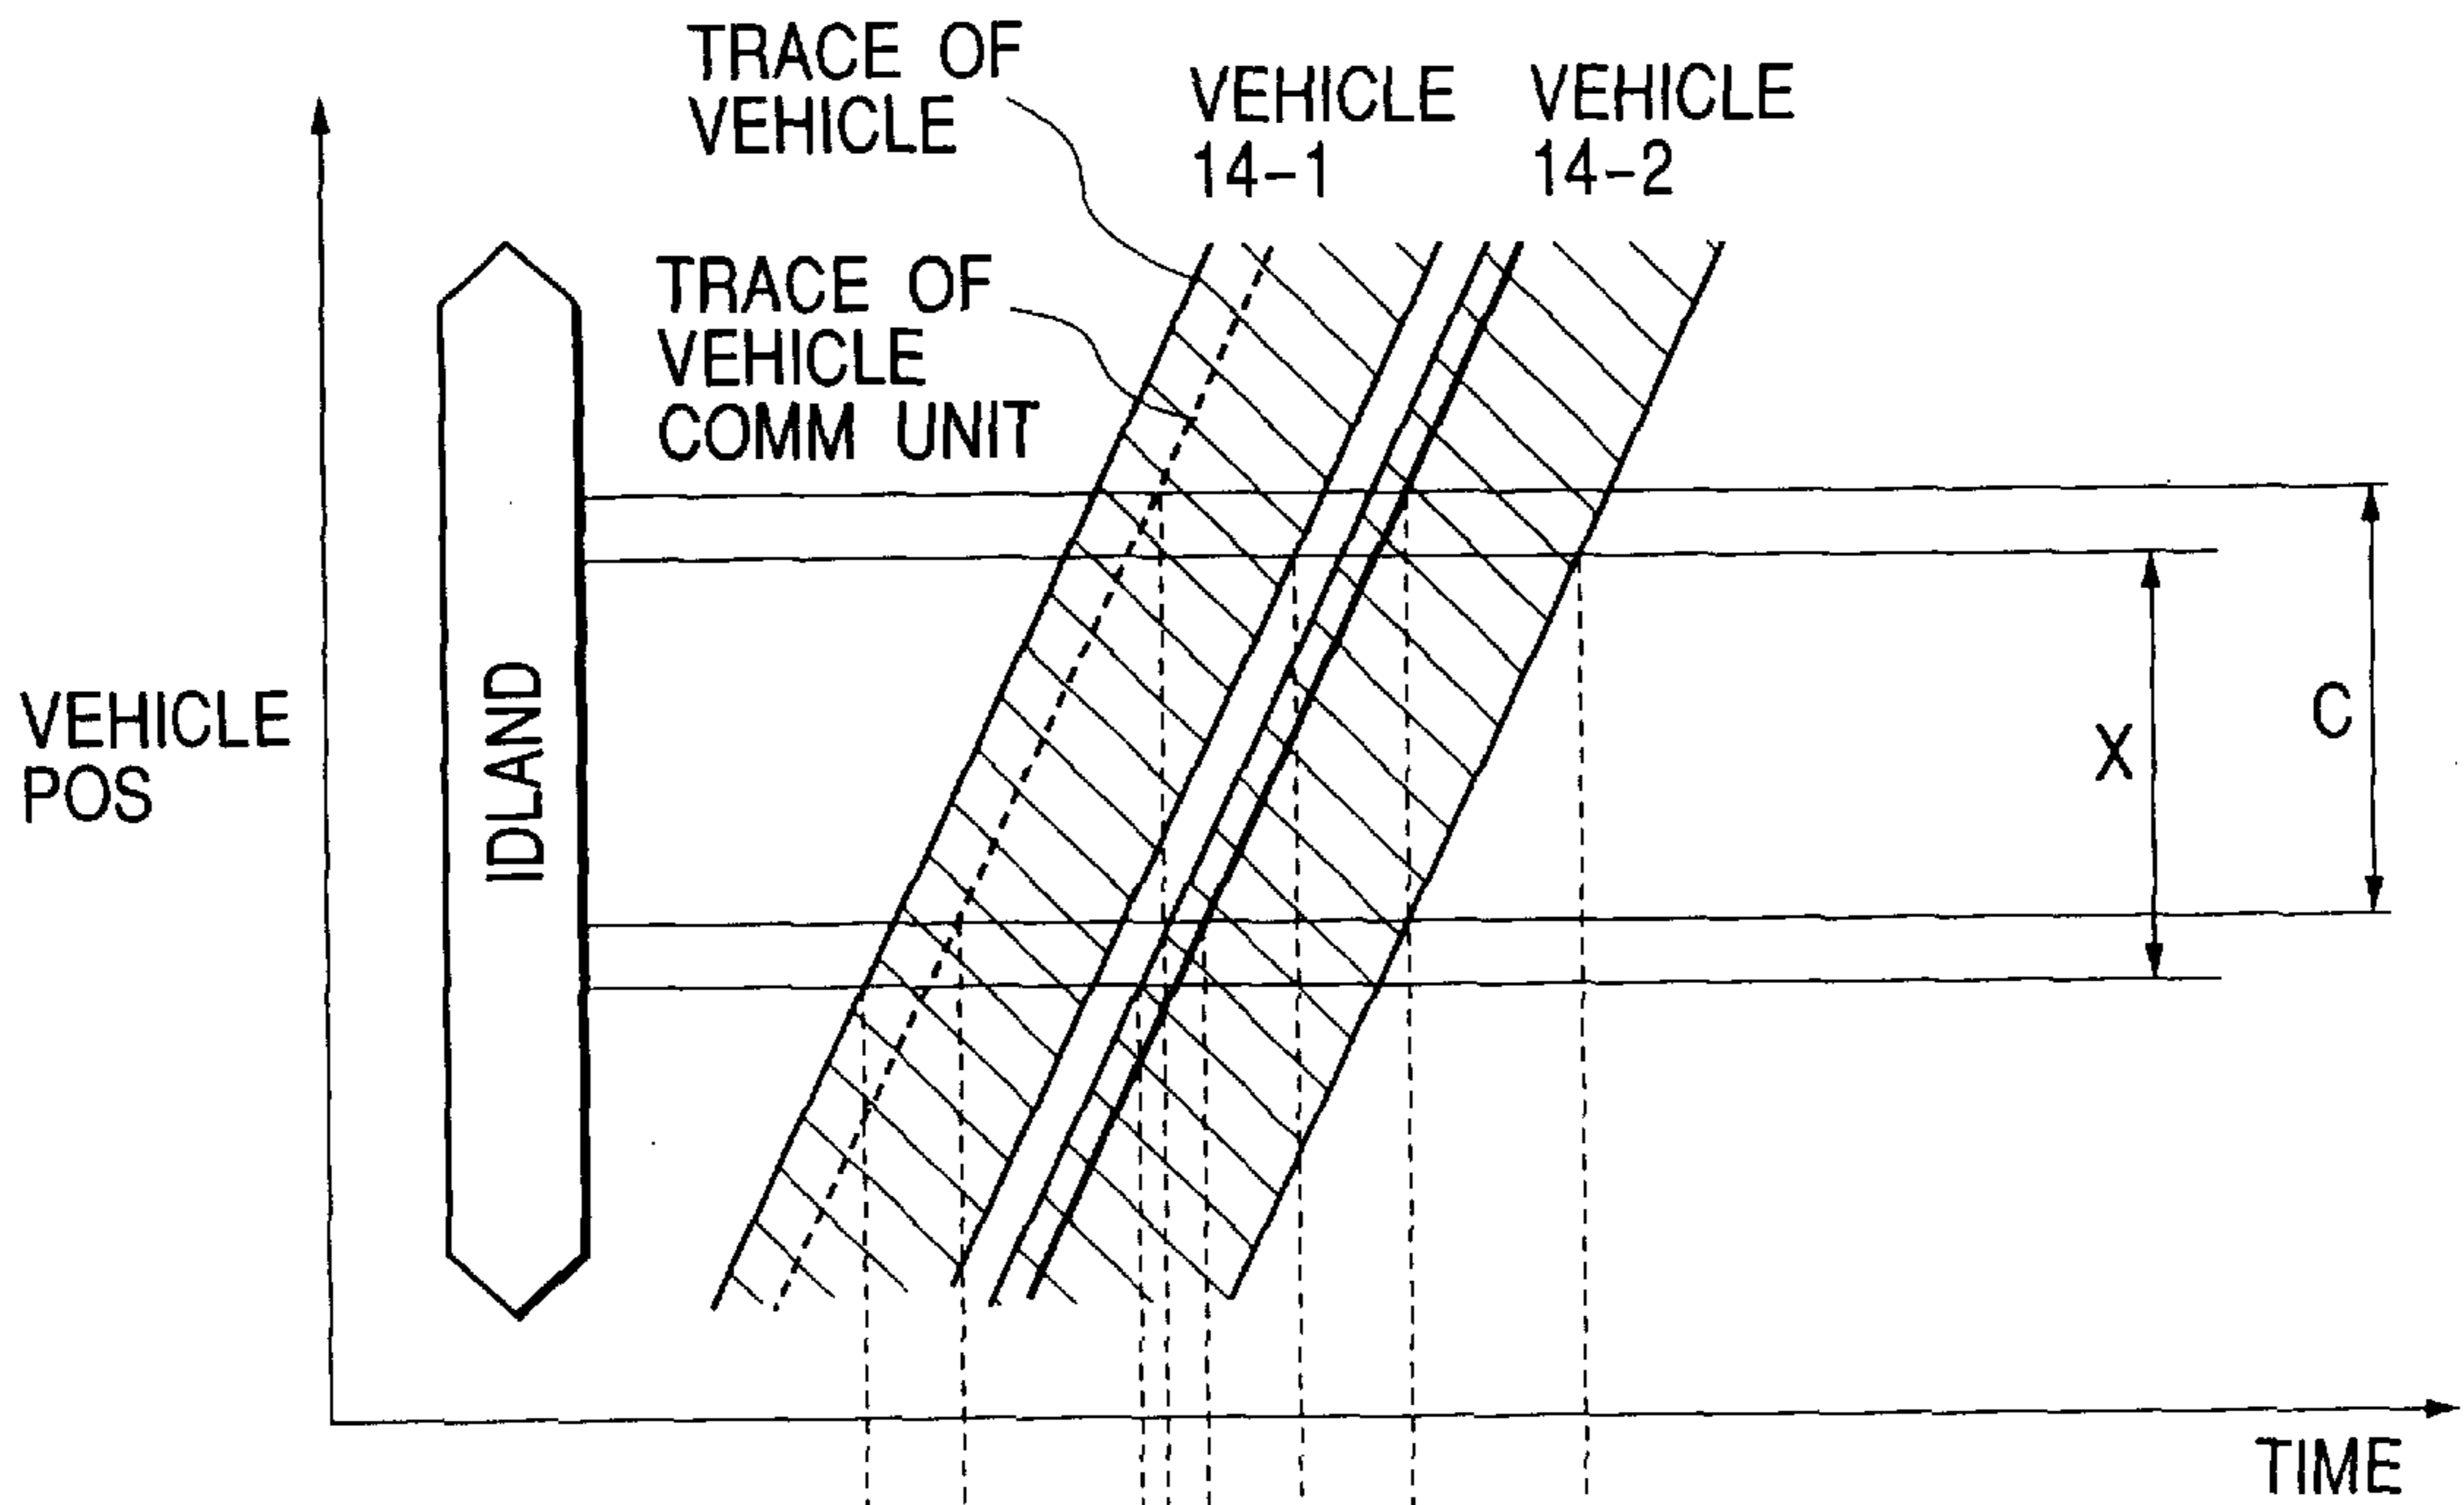 TRACE OF
VEHICLE
VEHICLE
14-1
VEHICLE
14-2
TRACE OF
VEHICLE
COMM UNIT
VEHICLE
POS
IDLAND
X
C
TIME